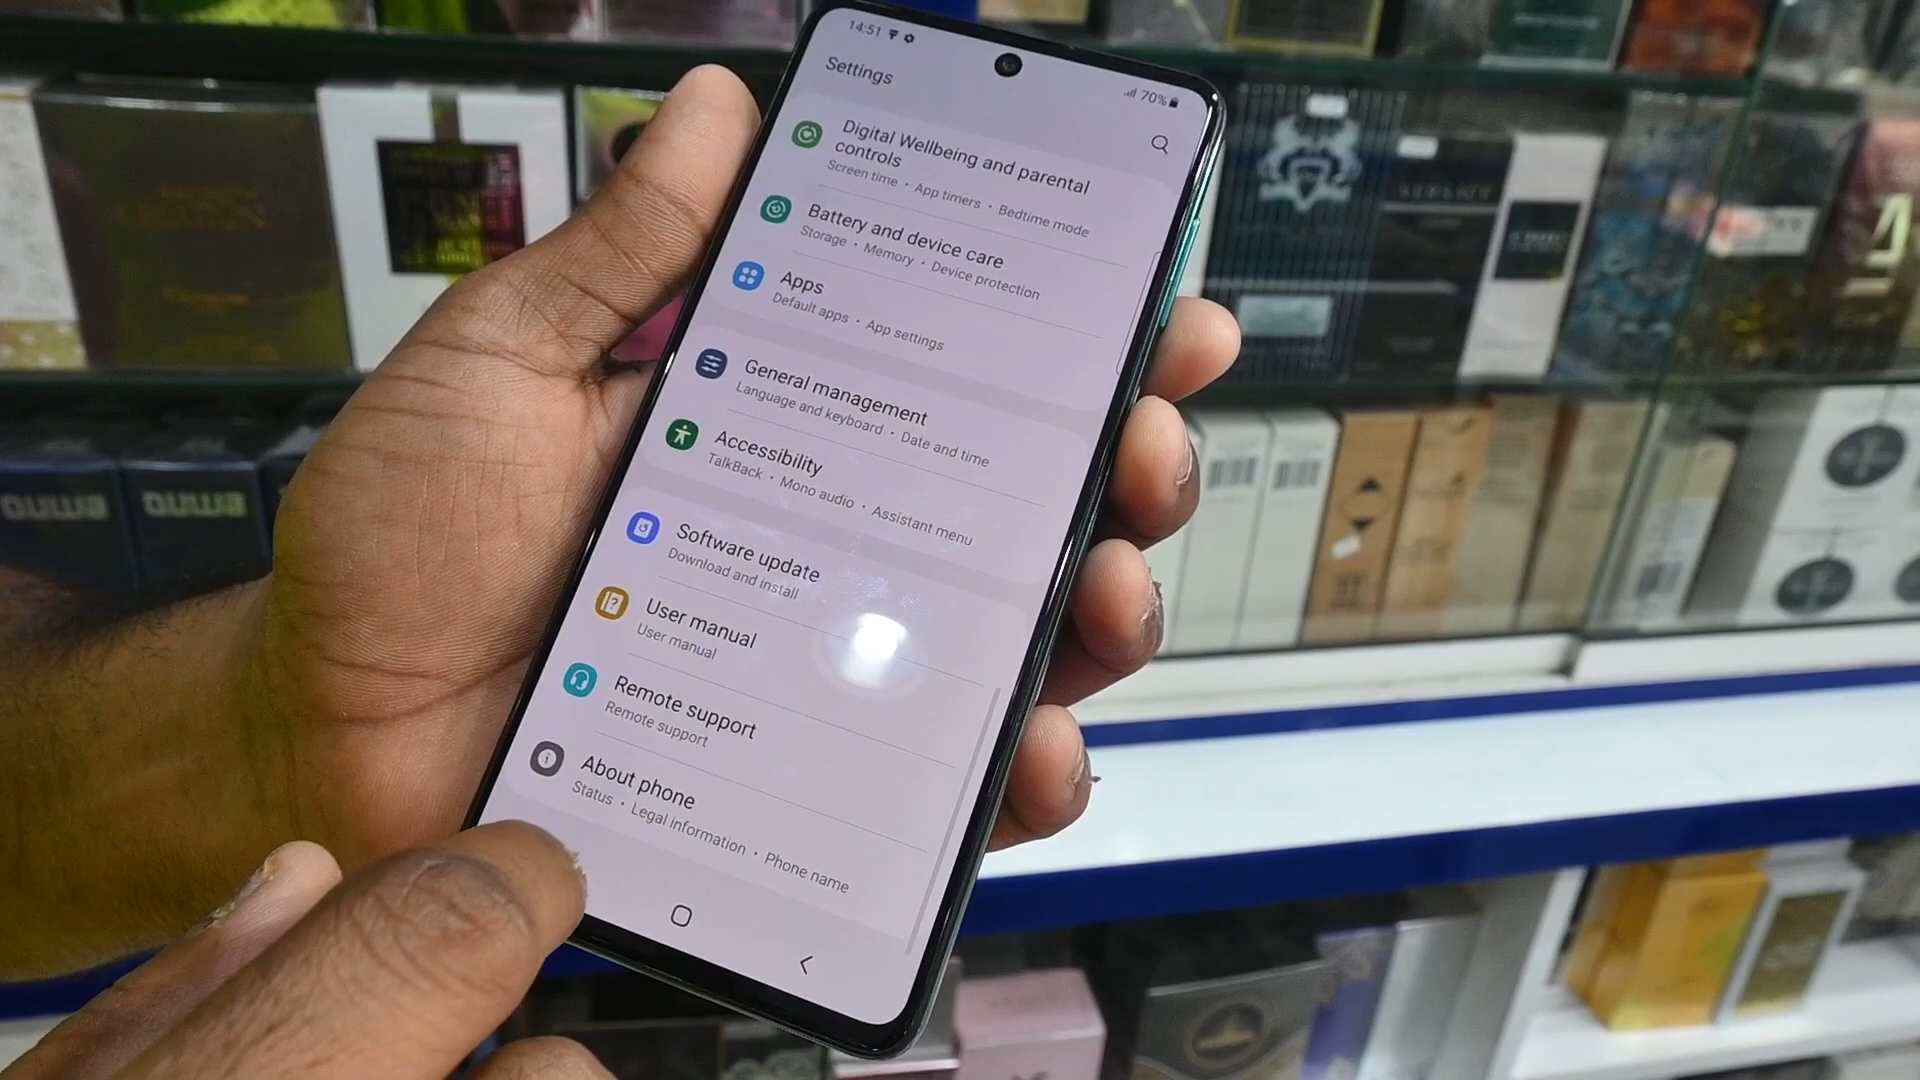 14:51
70%
Settings
Digital Wellbeing and parental
controls
Screen time • App timers • Bedtime mode
Battery and device care
Storage • Memory • Device protection
Apps
Default apps • App settings
General management
Language and keyboard • Date and time
Accessibility
TalkBack • Mono audio • Assistant menu
Software update
Download and install
User manual
User manual
Remote support
Remote support
About phone
Status • Legal information • Phone name